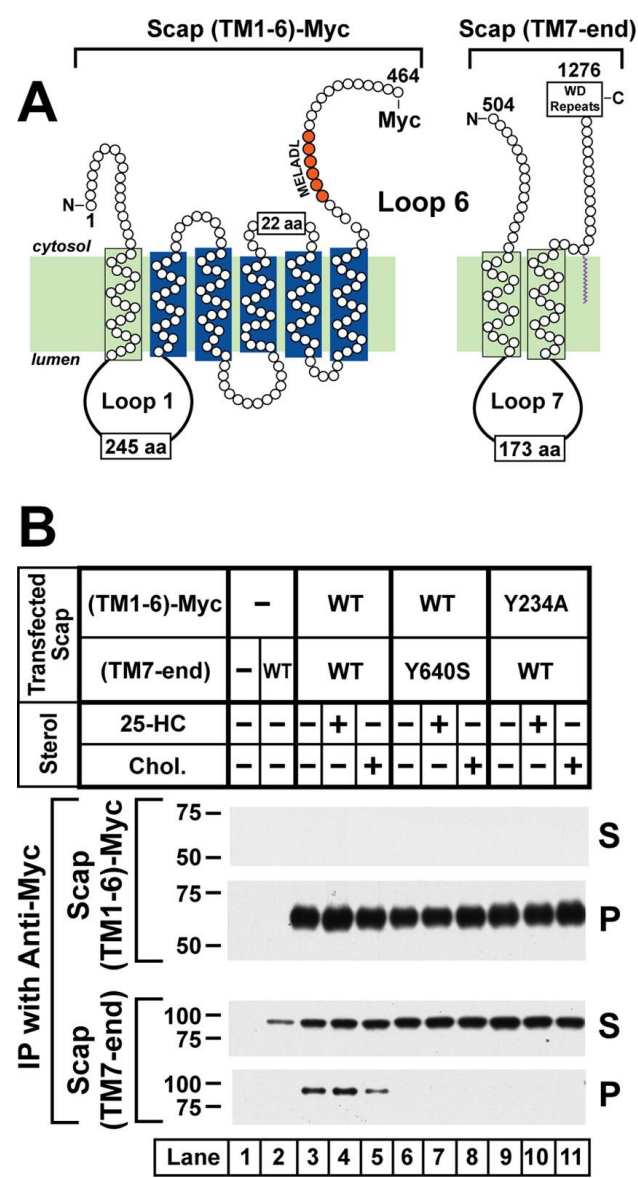 Scap (TM1-6)-Myc
Scap (TM7-end)
A
464
Myc
1276
WD
Repeats
–C
N– 504
MELADL
Loop 6
N–
1
22 aa
cytosol
lumen
Loop 1
245 aa
Loop 7
173 aa
B
Transfected
Scap
(TM1-6)-Myc
– WT WT Y234A
(TM7-end)
– WT WT Y640S WT
Sterol
25-HC – – – + – – + – – + –
Chol. – – – – + – – + – – +
IP with Anti-Myc
Scap
(TM1-6)-Myc
75 –
50 –
S
75 –
50 –
P
Scap
(TM7-end)
100 –
75 –
S
100 –
75 –
P
Lane 1 2 3 4 5 6 7 8 9 10 11